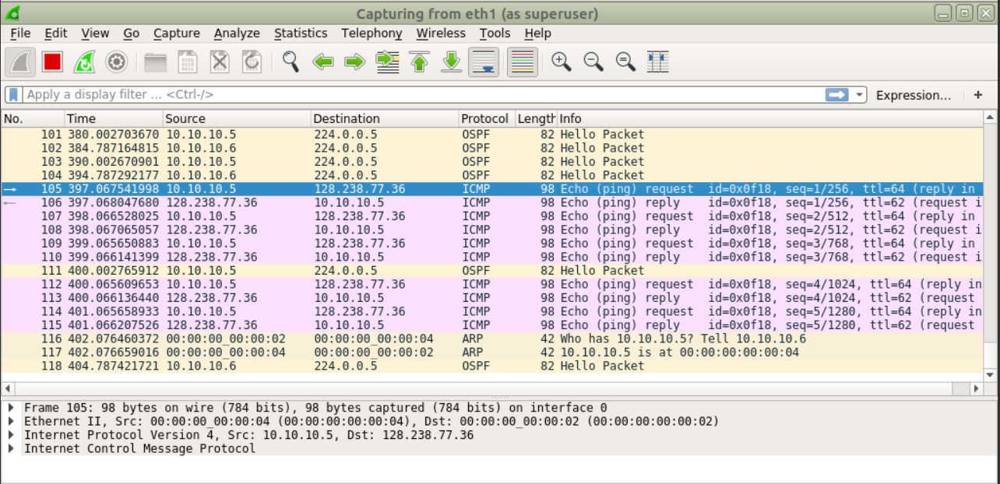 Capturing from eth1 (as superuser)
File Edit View Go Capture Analyze Statistics Telephony Wireless Tools Help
Apply a display filter ... <Ctrl-/> Expression... +
No. Time Source Destination Protocol Length Info
101 380.002703670 10.10.10.5 224.0.0.5 OSPF 82 Hello Packet
102 384.787164815 10.10.10.6 224.0.0.5 OSPF 82 Hello Packet
103 390.002670901 10.10.10.5 224.0.0.5 OSPF 82 Hello Packet
104 394.787292177 10.10.10.6 224.0.0.5 OSPF 82 Hello Packet
105 397.067541998 10.10.10.5 128.238.77.36 ICMP 98 Echo (ping) request id=0x0f18, seq=1/256, ttl=64 (reply in
106 397.068047680 128.238.77.36 10.10.10.5 ICMP 98 Echo (ping) reply id=0x0f18, seq=1/256, ttl=62 (request i
107 398.066528025 10.10.10.5 128.238.77.36 ICMP 98 Echo (ping) request id=0x0f18, seq=2/512, ttl=64 (reply in
108 398.067065057 128.238.77.36 10.10.10.5 ICMP 98 Echo (ping) reply id=0x0f18, seq=2/512, ttl=62 (request i
109 399.065650883 10.10.10.5 128.238.77.36 ICMP 98 Echo (ping) request id=0x0f18, seq=3/768, ttl=64 (reply in
110 399.066141399 128.238.77.36 10.10.10.5 ICMP 98 Echo (ping) reply id=0x0f18, seq=3/768, ttl=62 (request i
111 400.002765912 10.10.10.5 224.0.0.5 OSPF 82 Hello Packet
112 400.065609653 10.10.10.5 128.238.77.36 ICMP 98 Echo (ping) request id=0x0f18, seq=4/1024, ttl=64 (reply in
113 400.066136440 128.238.77.36 10.10.10.5 ICMP 98 Echo (ping) reply id=0x0f18, seq=4/1024, ttl=62 (request
114 401.065658933 10.10.10.5 128.238.77.36 ICMP 98 Echo (ping) request id=0x0f18, seq=5/1280, ttl=64 (reply in
115 401.066207526 128.238.77.36 10.10.10.5 ICMP 98 Echo (ping) reply id=0x0f18, seq=5/1280, ttl=62 (request
116 402.076460372 00:00:00_00:00:02 00:00:00_00:00:04 ARP 42 Who has 10.10.10.5? Tell 10.10.10.6
117 402.076659016 00:00:00_00:00:04 00:00:00_00:00:02 ARP 42 10.10.10.5 is at 00:00:00:00:00:04
118 404.787421721 10.10.10.6 224.0.0.5 OSPF 82 Hello Packet
Frame 105: 98 bytes on wire (784 bits), 98 bytes captured (784 bits) on interface 0
Ethernet II, Src: 00:00:00_00:00:04 (00:00:00:00:00:04), Dst: 00:00:00_00:00:02 (00:00:00:00:00:02)
Internet Protocol Version 4, Src: 10.10.10.5, Dst: 128.238.77.36
Internet Control Message Protocol